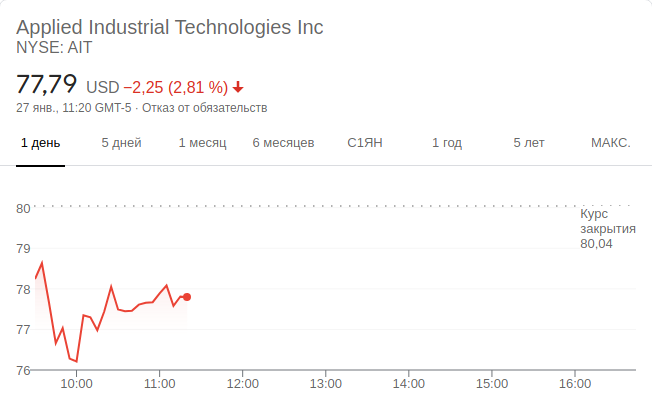 Applied Industrial Technologies Inc
NYSE: AIT
77,79 USD −2,25 (2,81 %)
27 янв., 11:20 GMT-5 · Отказ от обязательств
1 день 5 дней 1 месяц 6 месяцев С1ЯН 1 год 5 лет МАКС.
80
Курс
закрытия
80,04
79
78
77
76
10:00 11:00 12:00 13:00 14:00 15:00 16:00